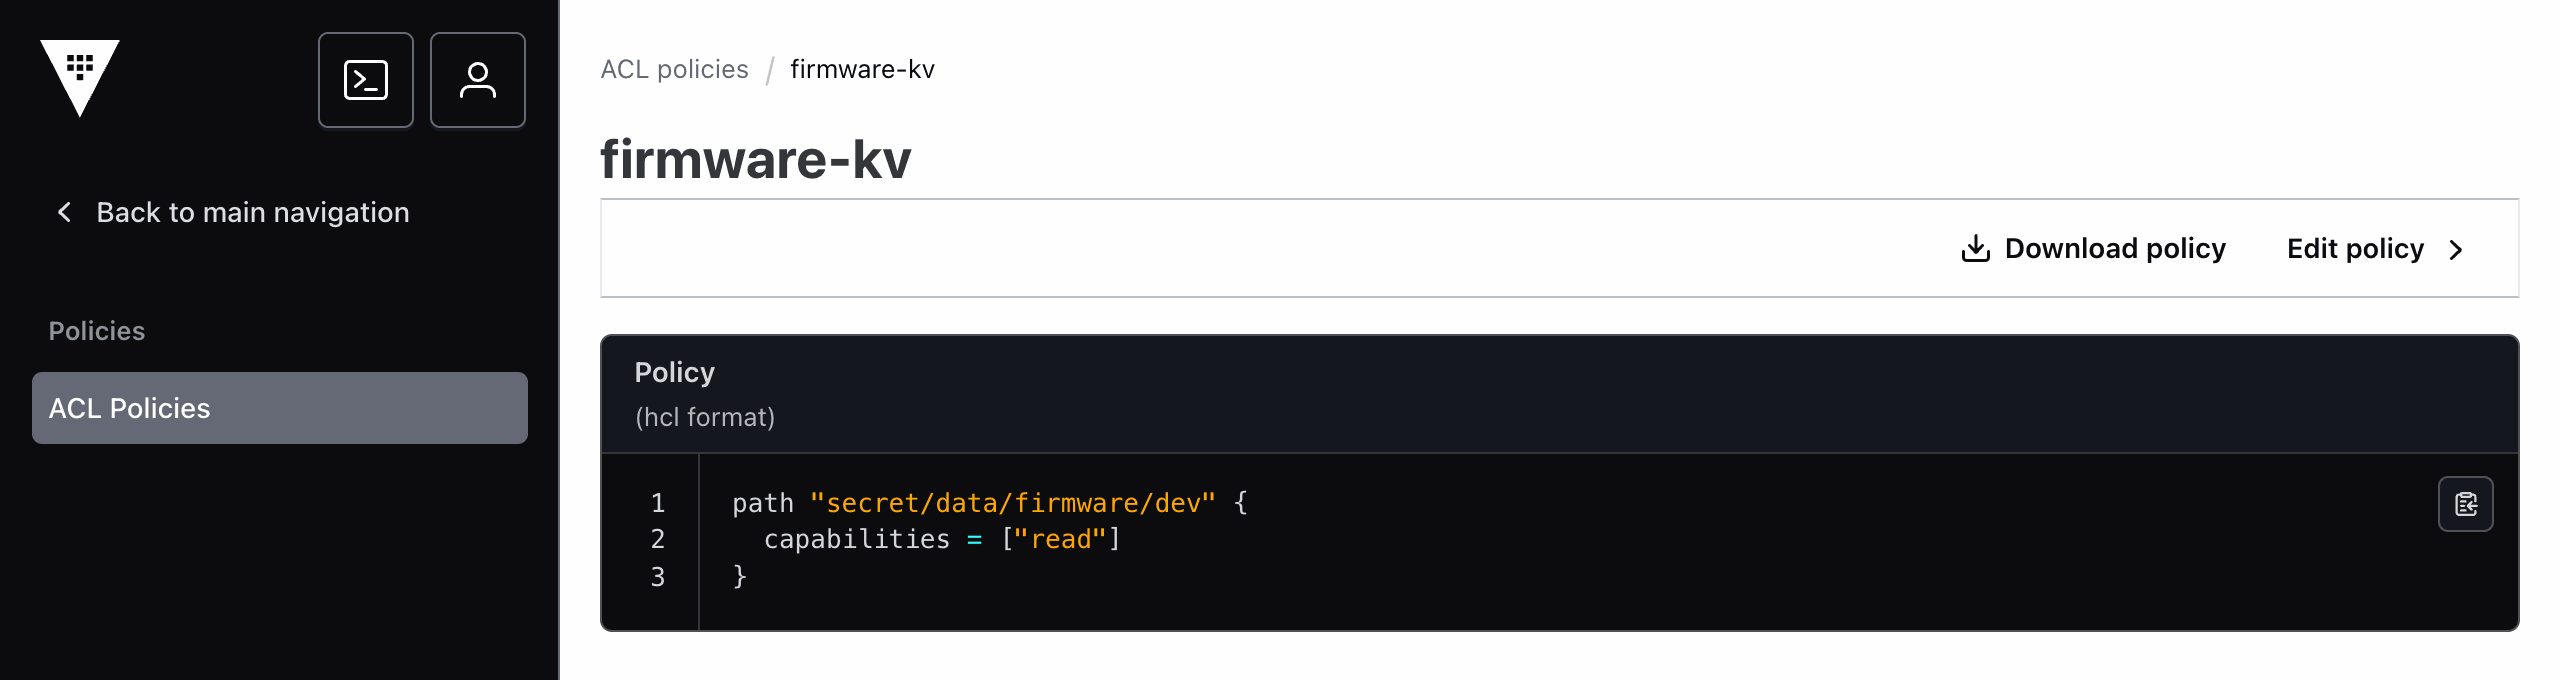 Back to main navigation
Policies
ACL Policies
ACL policies / firmware-kv
firmware-kv
Download policy
Edit policy
Policy
(hcl format)
1 path "secret/data/firmware/dev" {
2   capabilities = ["read"]
3 }